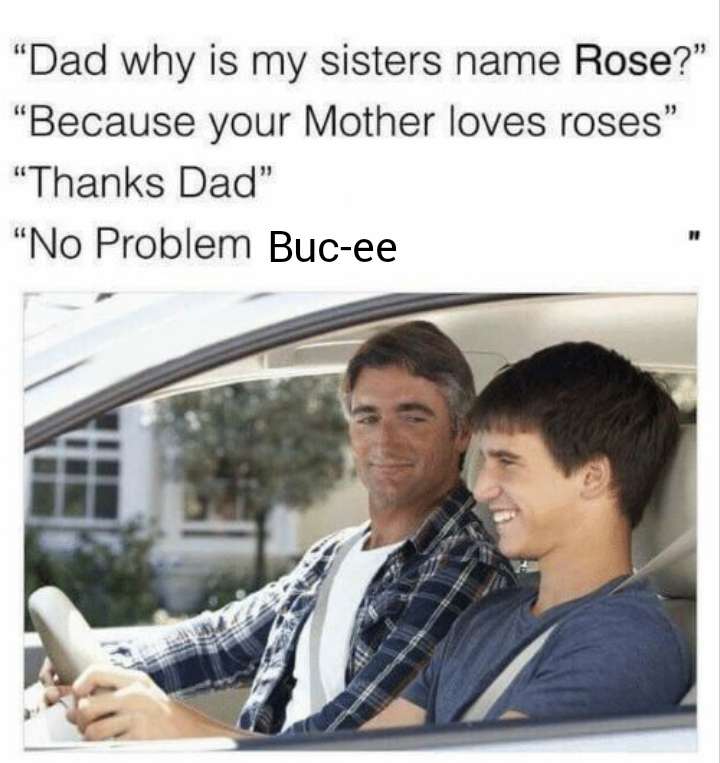 “Dad why is my sisters name Rose?”
“Because your Mother loves roses”
“Thanks Dad”
“No Problem Buc-ee "